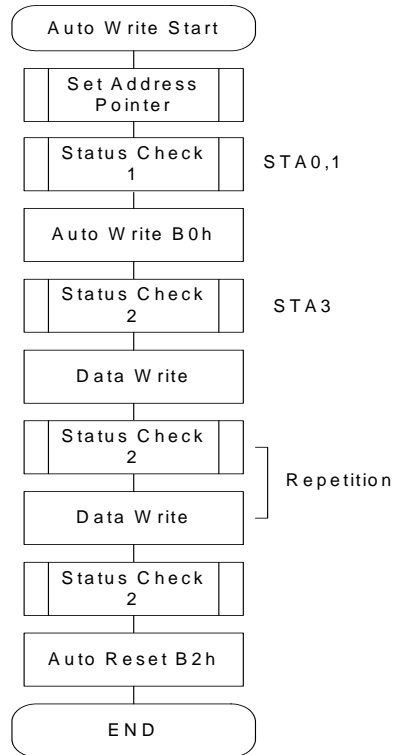 Auto Write Start
Set Address
Pointer
Status Check
1
STA0,1
Auto Write B0h
Status Check
2
STA3
Data Write
Status Check
2
Repetition
Data Write
Status Check
2
Auto Reset B2h
END